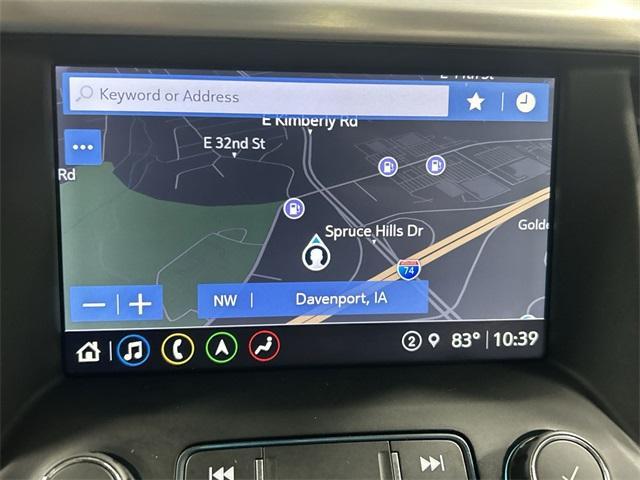 Keyword or Address
E Kimberly Rd
E 32nd St
Rd
Spruce Hills Dr
Golde
74
NW | Davenport, IA
2 83° | 10:39